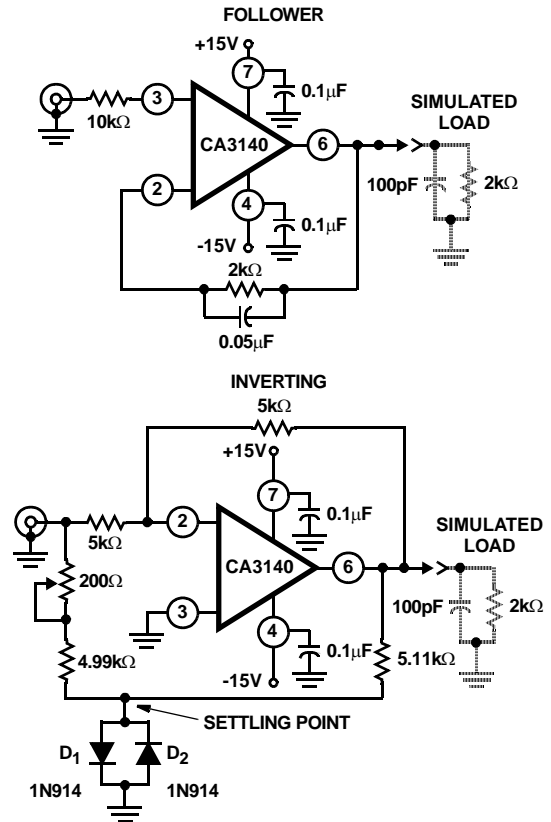 FOLLOWER
+15V
7
0.1μF
3
10kΩ
CA3140
6
SIMULATED
LOAD
100pF
2kΩ
2
4
0.1μF
-15V
2kΩ
0.05μF
INVERTING
5kΩ
+15V
7
0.1μF
5kΩ
2
CA3140
6
SIMULATED
LOAD
100pF
2kΩ
200Ω
3
4
0.1μF
5.11kΩ
4.99kΩ
-15V
SETTLING POINT
D1
D2
1N914
1N914